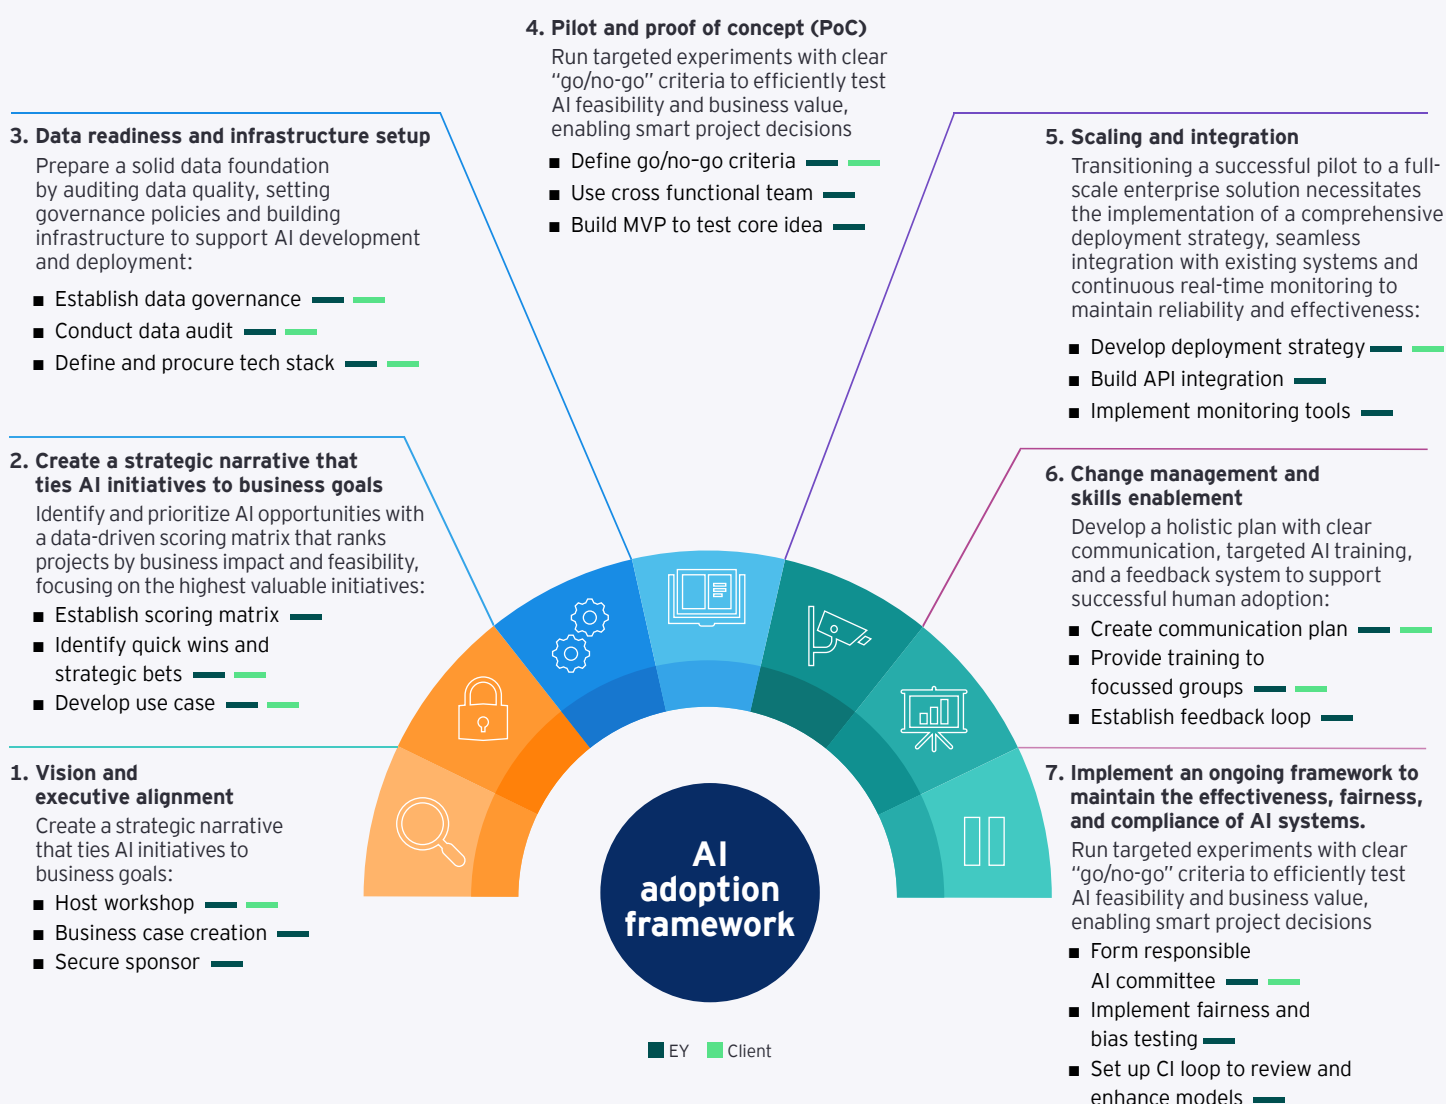 4. Pilot and proof of concept (PoC)
Run targeted experiments with clear
“go/no-go” criteria to efficiently test
AI feasibility and business value,
enabling smart project decisions
■ Define go/no-go criteria
■ Use cross functional team
■ Build MVP to test core idea
3. Data readiness and infrastructure setup
Prepare a solid data foundation
by auditing data quality, setting
governance policies and building
infrastructure to support AI development
and deployment:
■ Establish data governance
■ Conduct data audit
■ Define and procure tech stack
2. Create a strategic narrative that
ties AI initiatives to business goals
Identify and prioritize AI opportunities with
a data-driven scoring matrix that ranks
projects by business impact and feasibility,
focusing on the highest valuable initiatives:
■ Establish scoring matrix
■ Identify quick wins and
strategic bets
■ Develop use case
1. Vision and
executive alignment
Create a strategic narrative
that ties AI initiatives to
business goals:
■ Host workshop
■ Business case creation
■ Secure sponsor
5. Scaling and integration
Transitioning a successful pilot to a full-
scale enterprise solution necessitates
the implementation of a comprehensive
deployment strategy, seamless
integration with existing systems and
continuous real-time monitoring to
maintain reliability and effectiveness:
■ Develop deployment strategy
■ Build API integration
■ Implement monitoring tools
6. Change management and
skills enablement
Develop a holistic plan with clear
communication, targeted AI training,
and a feedback system to support
successful human adoption:
■ Create communication plan
■ Provide training to
focussed groups
■ Establish feedback loop
7. Implement an ongoing framework to
maintain the effectiveness, fairness,
and compliance of AI systems.
Run targeted experiments with clear
“go/no-go” criteria to efficiently test
AI feasibility and business value,
enabling smart project decisions
■ Form responsible
AI committee
■ Implement fairness and
bias testing
■ Set up CI loop to review and
enhance models
AI
adoption
framework
EY
Client